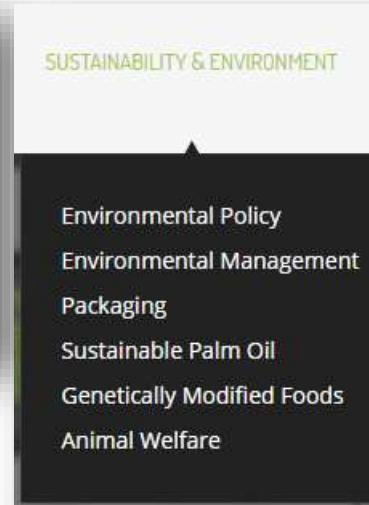 SUSTAINABILITY & ENVIRONMENT
Environmental Policy
Environmental Management
Packaging
Sustainable Palm Oil
Genetically Modified Foods
Animal Welfare